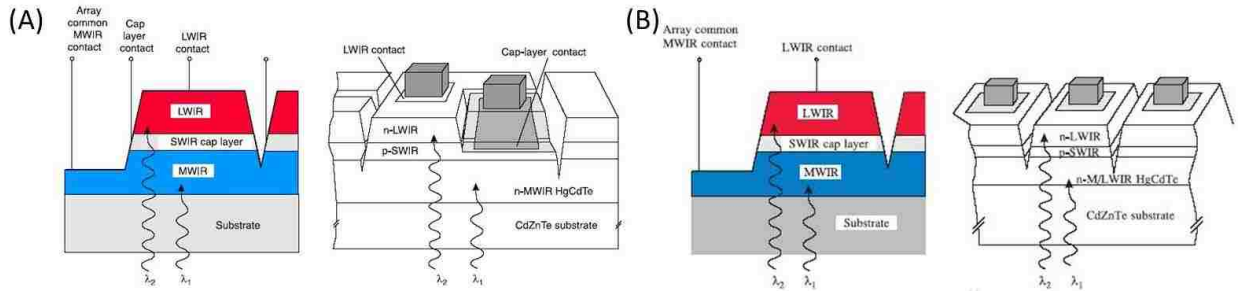 (A)
Array
common
MWIR
contact
Cap
layer
contact
LWIR
contact
LWIR
SWIR cap layer
MWIR
Substrate
λ2
λ1
LWIR contact
Cap-layer contact
n-LWIR
p-SWIR
n-MWIR HgCdTe
CdZnTe substrate
λ2
λ1
(B)
Array common
MWIR contact
LWIR contact
LWIR
SWIR cap layer
MWIR
Substrate
λ2
λ1
n-LWIR
p-SWIR
n-M/LWIR HgCdTe
CdZnTe substrate
λ2
λ1